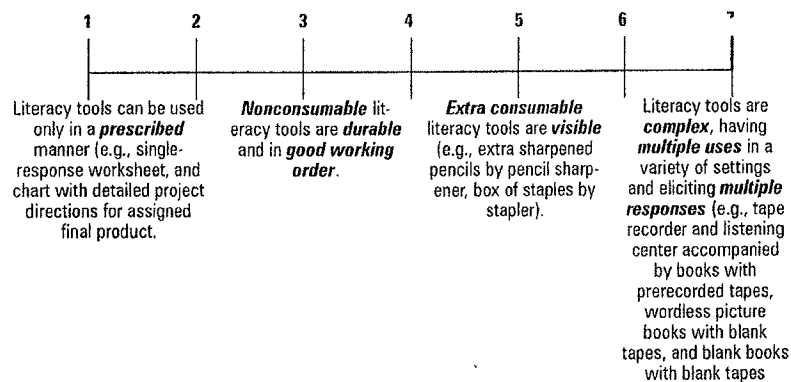 1 2 3 4 5 6 7
Literacy tools can be used
only in a prescribed
manner (e.g., single-
response worksheet, and
chart with detailed project
directions for assigned
final product.
Nonconsumable lit-
eracy tools are durable
and in good working
order.
Extra consumable
literacy tools are visible
(e.g., extra sharpened
pencils by pencil sharp-
ener, box of staples by
stapler).
Literacy tools are
complex, having
multiple uses in a
variety of settings
and eliciting multiple
responses (e.g., tape
recorder and listening
center accompanied
by books with
prerecorded tapes,
wordless picture
books with blank
tapes, and blank books
with blank tapes